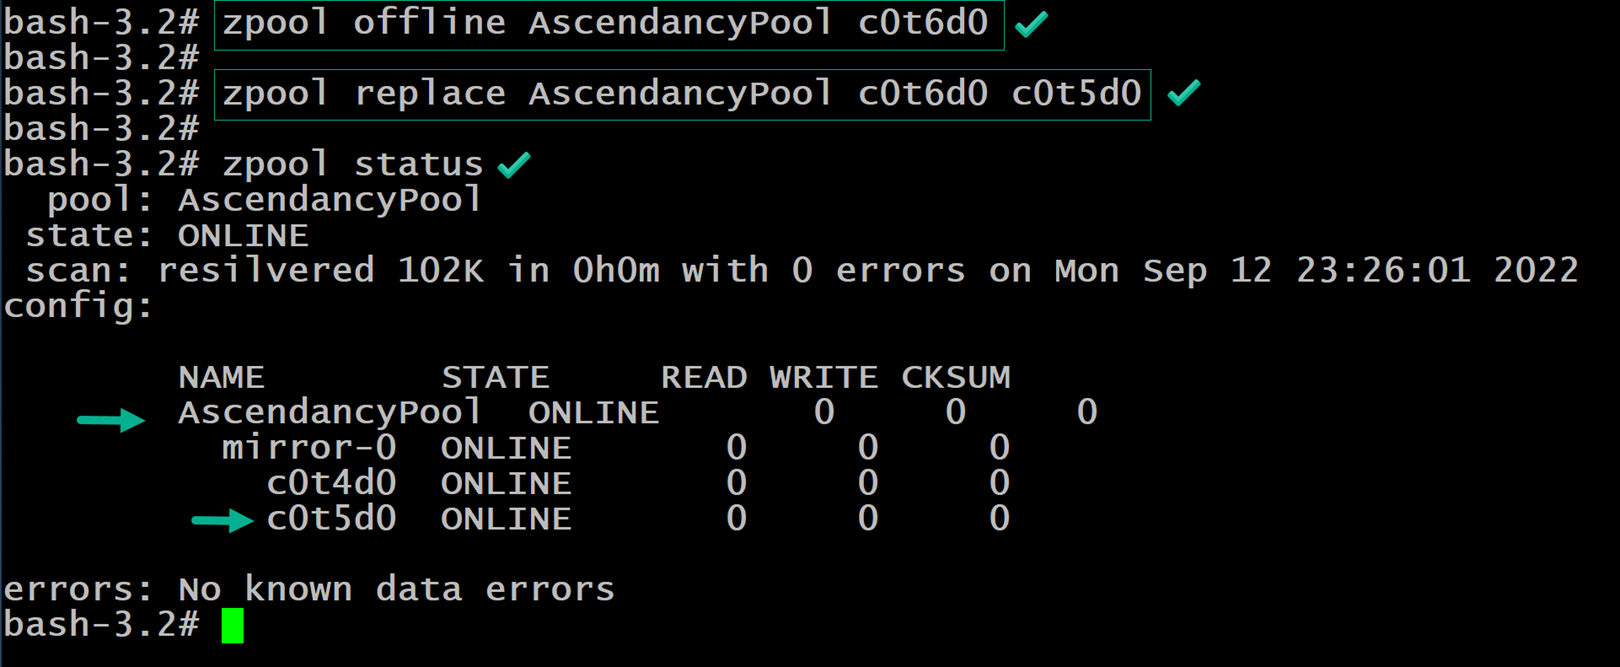 bash-3.2# zpool offline AscendancyPool c0t6d0
bash-3.2#
bash-3.2# zpool replace AscendancyPool c0t6d0 c0t5d0
bash-3.2#
bash-3.2# zpool status
  pool: AscendancyPool
 state: ONLINE
 scan: resilvered 102K in 0h0m with 0 errors on Mon Sep 12 23:26:01 2022
config:
        NAME        STATE     READ WRITE CKSUM
        AscendancyPool  ONLINE       0     0     0
          mirror-0  ONLINE       0     0     0
            c0t4d0  ONLINE       0     0     0
            c0t5d0  ONLINE       0     0     0
errors: No known data errors
bash-3.2#